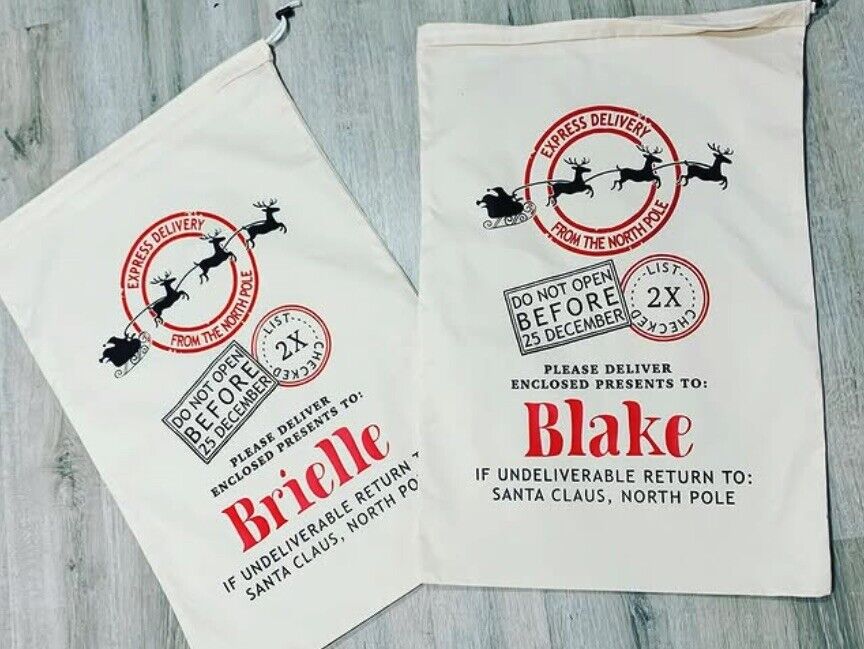 EXPRESS DELIVERY
FROM THE NORTH POLE
DO NOT OPEN
BEFORE
25 DECEMBER
LIST
2X
CHECKED
PLEASE DELIVER
ENCLOSED PRESENTS TO:
Brielle
IF UNDELIVERABLE RETURN T
SANTA CLAUS, NORTH PO
EXPRESS DELIVERY
FROM THE NORTH POLE
DO NOT OPEN
BEFORE
25 DECEMBER
LIST
2X
CHECKED
PLEASE DELIVER
ENCLOSED PRESENTS TO:
Blake
IF UNDELIVERABLE RETURN TO:
SANTA CLAUS, NORTH POLE